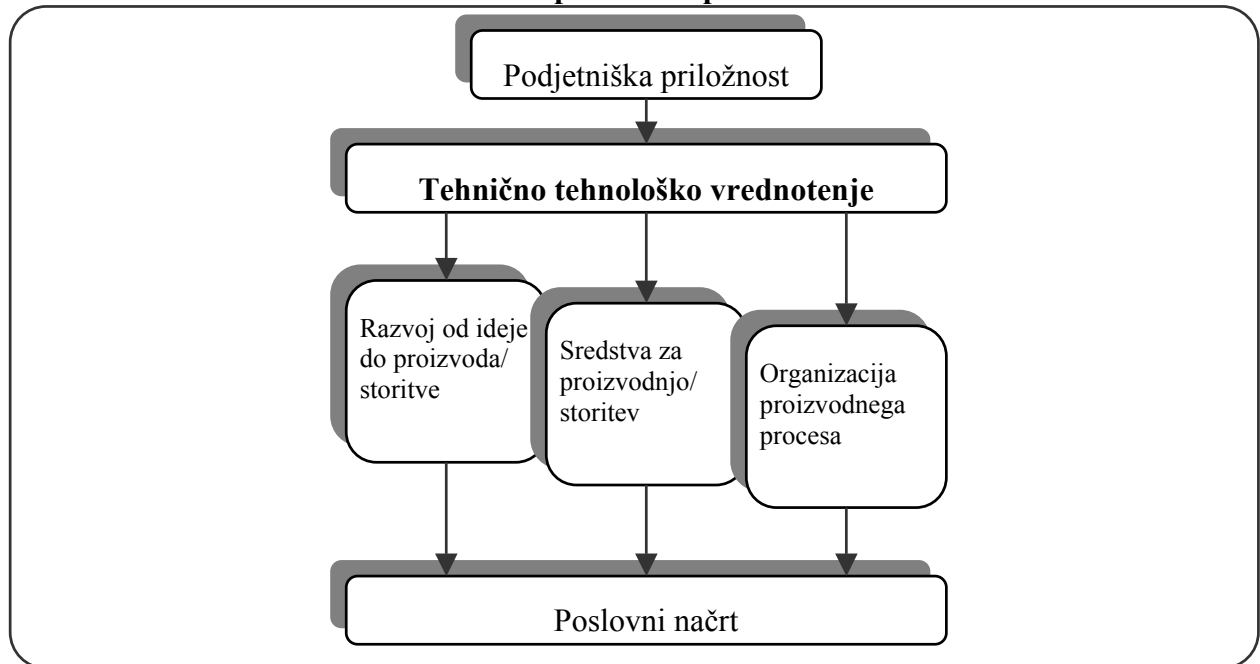 Podjetniška priložnost
Tehnično tehnološko vrednotenje
Razvoj od ideje
do proizvoda/
storitve
Sredstva za
proizvodnjo/
storitev
Organizacija
proizvodnega
procesa
Poslovni načrt